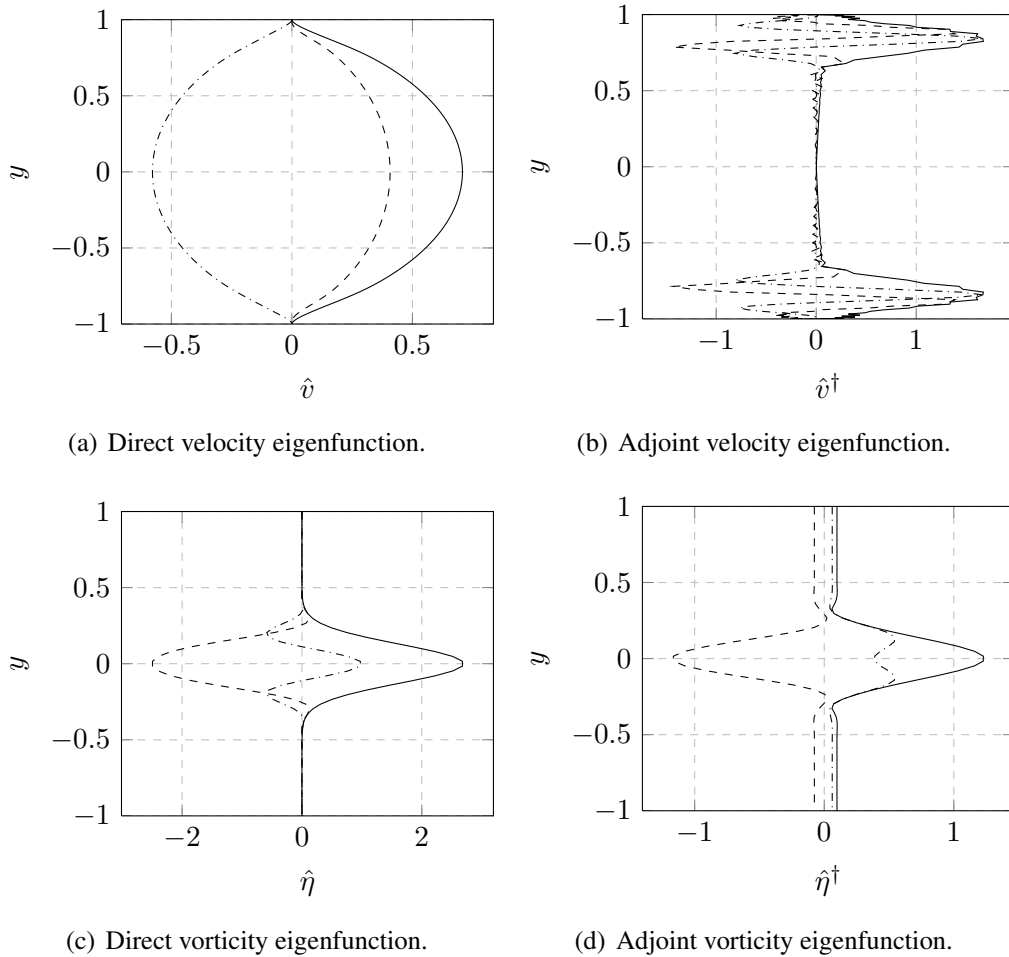 1
0.5
0
−0.5
−1
y
−0.5
0
0.5
v̂
(a) Direct velocity eigenfunction.
1
0.5
0
−0.5
−1
y
−1
0
1
v̂†
(b) Adjoint velocity eigenfunction.
1
0.5
0
−0.5
−1
y
−2
0
2
η̂
(c) Direct vorticity eigenfunction.
1
0.5
0
−0.5
−1
y
−1
0
1
η̂†
(d) Adjoint vorticity eigenfunction.